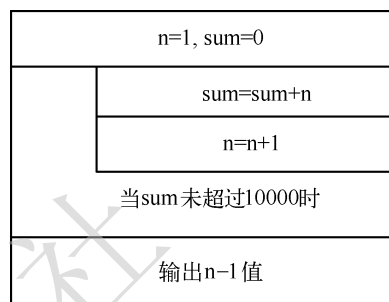 n=1, sum=0
sum=sum+n
n=n+1
当sum未超过10000时
输出n-1值
社